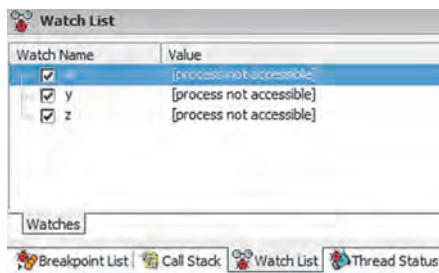 Watch List
Watch Name Value
[process not accessible]
y [process not accessible]
z [process not accessible]
Watches
Breakpoint List Call Stack Watch List Thread Status